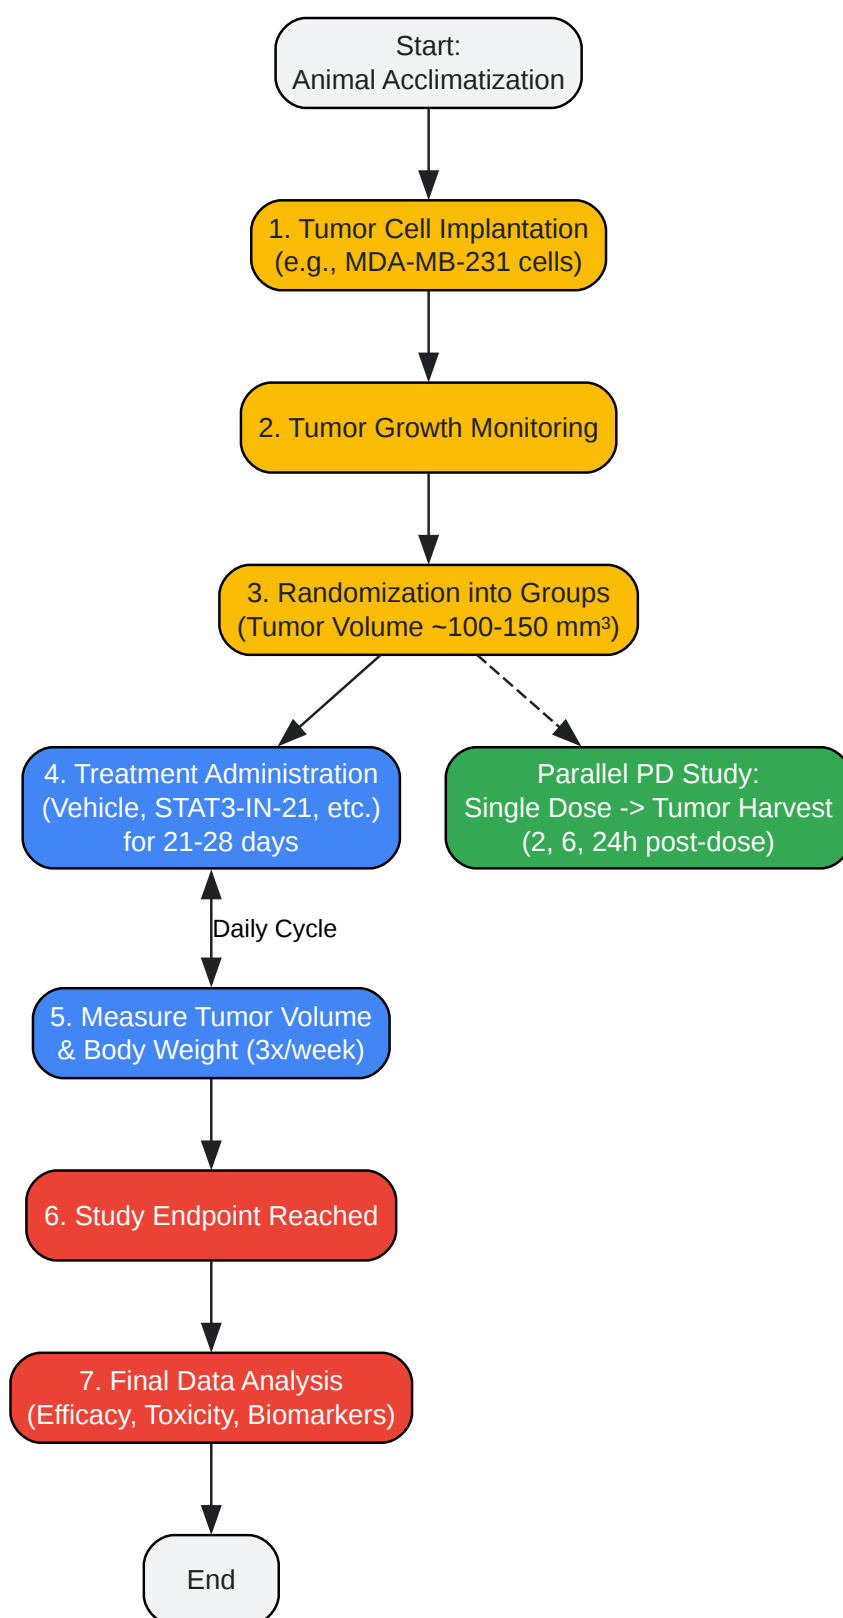 Start:
Animal Acclimatization
1. Tumor Cell Implantation
(e.g., MDA-MB-231 cells)
2. Tumor Growth Monitoring
3. Randomization into Groups
(Tumor Volume ~100-150 mm³)
4. Treatment Administration
(Vehicle, STAT3-IN-21, etc.)
for 21-28 days
Parallel PD Study:
Single Dose -> Tumor Harvest
(2, 6, 24h post-dose)
Daily Cycle
5. Measure Tumor Volume
& Body Weight (3x/week)
6. Study Endpoint Reached
7. Final Data Analysis
(Efficacy, Toxicity, Biomarkers)
End